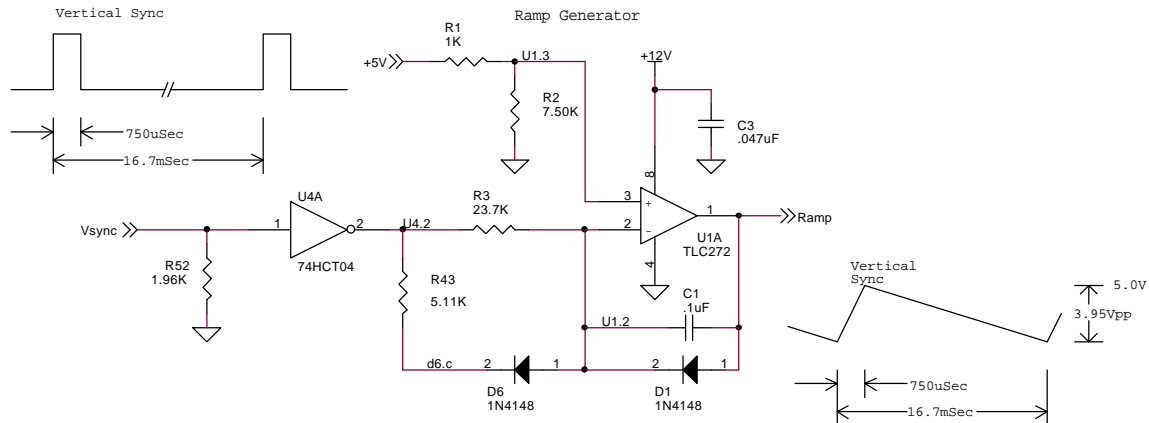 Vertical Sync
Ramp Generator
R1
1K
+5V
U1.3
+12V
R2
7.50K
C3
.047uF
750uSec
16.7mSec
U4A
R3
23.7K
8
3
+
Vsync
1
2
U4.2
2
−
1
Ramp
U1A
TLC272
R52
1.96K
74HCT04
R43
5.11K
4
C1
.1uF
U1.2
Vertical
Sync
5.0V
3.95Vpp
d6.c
2
1
2
1
D6
1N4148
D1
1N4148
750uSec
16.7mSec